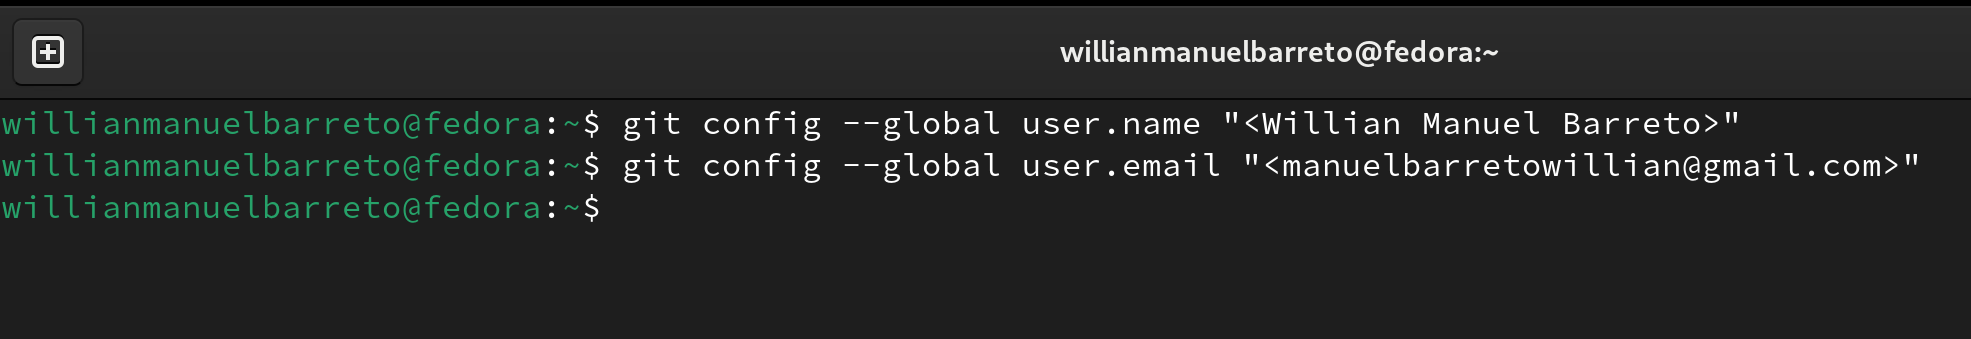 willianmanuelbarreto@fedora:~
willianmanuelbarreto@fedora:~$ git config --global user.name "<Willian Manuel Barreto>"
willianmanuelbarreto@fedora:~$ git config --global user.email "<manuelbarretowillian@gmail.com>"
willianmanuelbarreto@fedora:~$